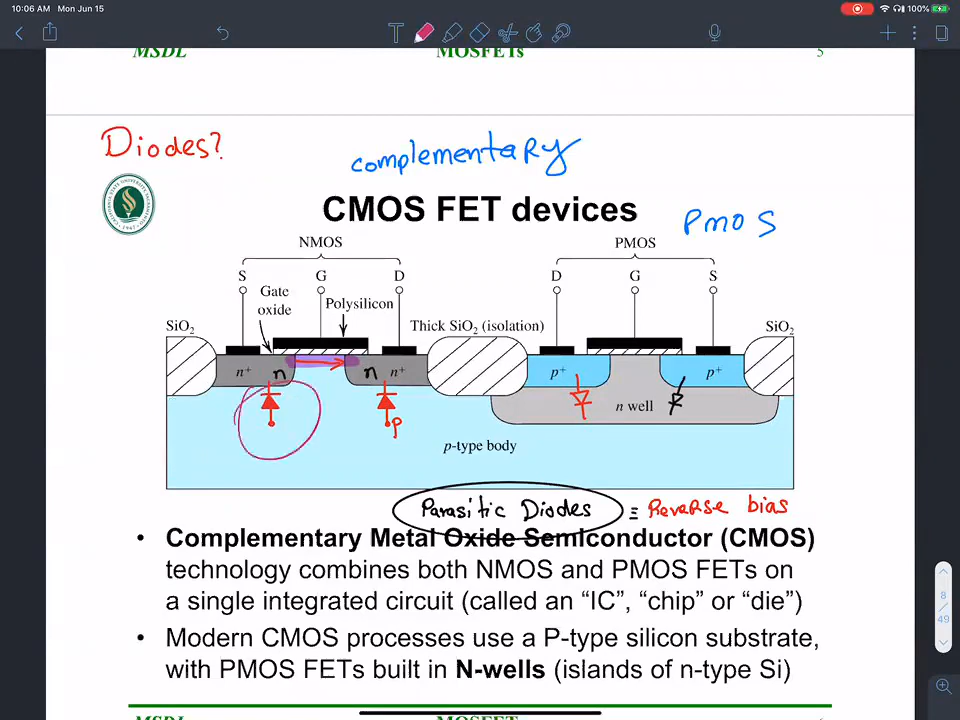 10:06 AM Mon Jun 15
100%
T
MSDL MOSFETs 5
Diodes?
complementaRy
CMOS FET devices
PmOS
NMOS PMOS
S G D D G S
Gate oxide
Polysilicon
SiO2 Thick SiO2 (isolation) SiO2
n+ n n n+ p+ p+
n well
p
p-type body
Parasitic Diodes = Reverse bias
• Complementary Metal Oxide Semiconductor (CMOS)
technology combines both NMOS and PMOS FETs on
a single integrated circuit (called an “IC”, “chip” or “die”)
• Modern CMOS processes use a P-type silicon substrate,
with PMOS FETs built in N-wells (islands of n-type Si)
8
/
49
MSDL MOSFET